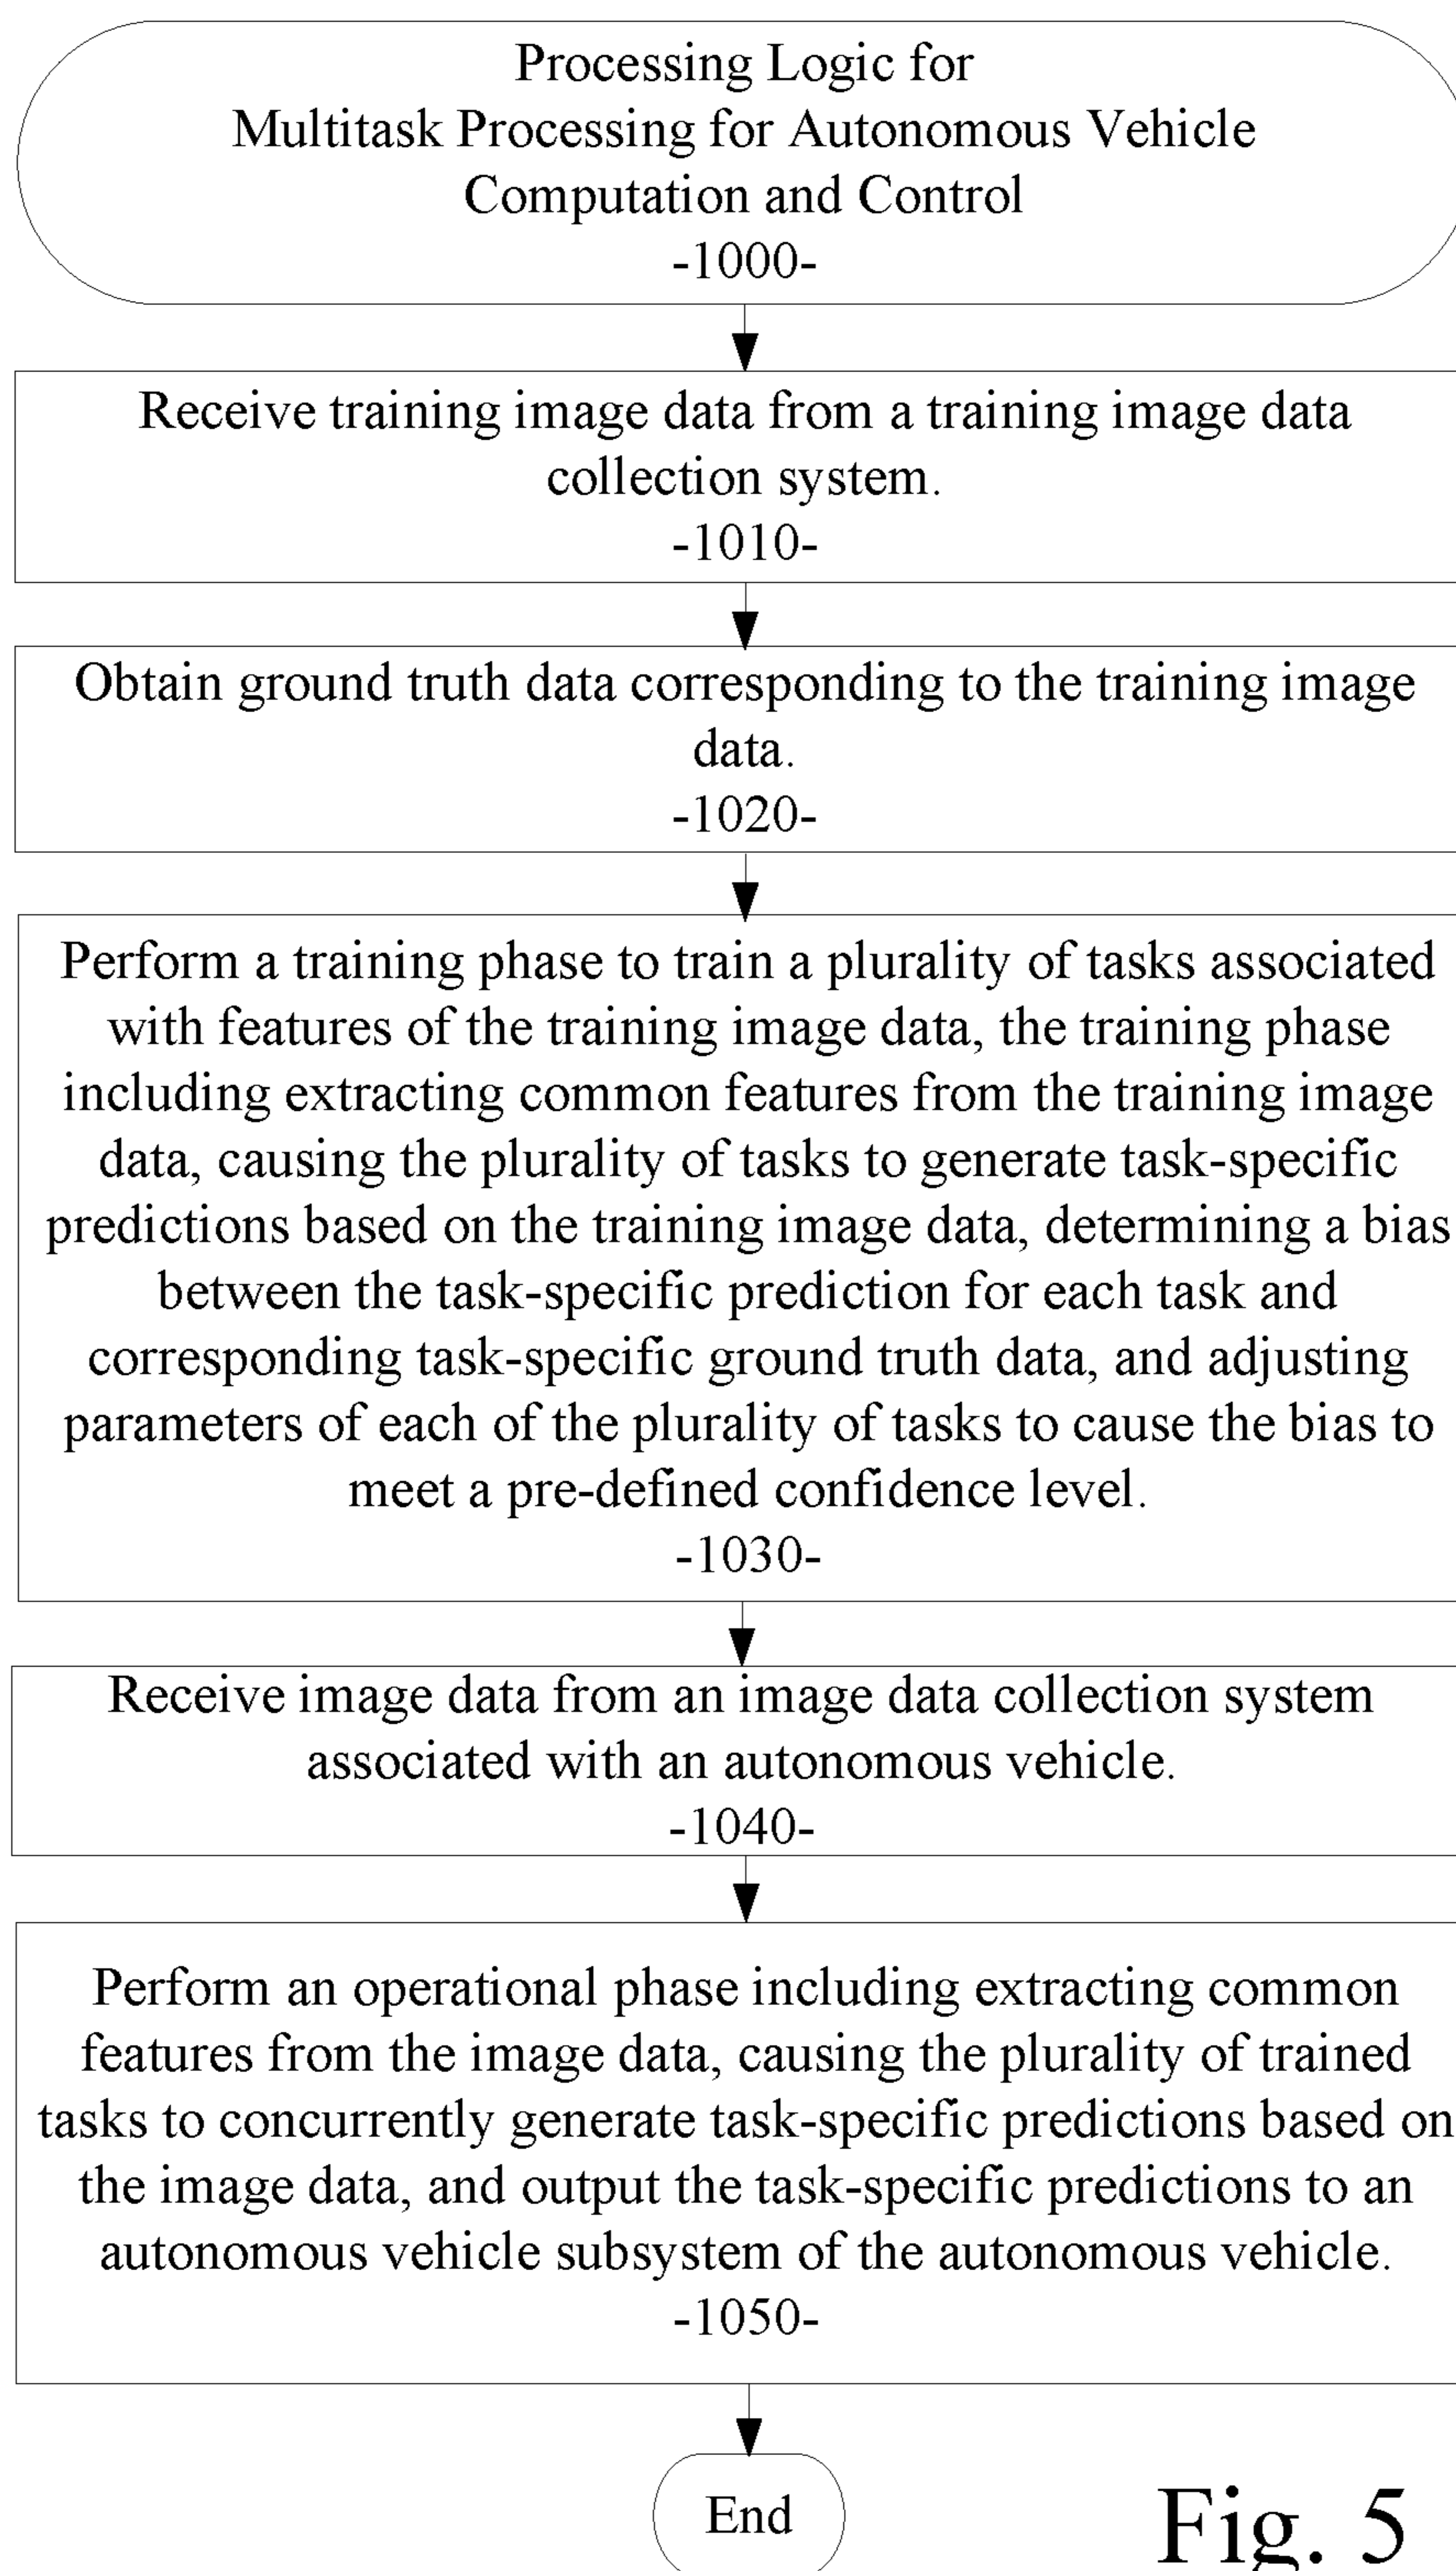 Processing Logic for
Multitask Processing for Autonomous Vehicle
Computation and Control
-1000-
Receive training image data from a training image data
collection system.
-1010-
Obtain ground truth data corresponding to the training image
data.
-1020-
Perform a training phase to train a plurality of tasks associated
with features of the training image data, the training phase
including extracting common features from the training image
data, causing the plurality of tasks to generate task-specific
predictions based on the training image data, determining a bias
between the task-specific prediction for each task and
corresponding task-specific ground truth data, and adjusting
parameters of each of the plurality of tasks to cause the bias to
meet a pre-defined confidence level.
-1030-
Receive image data from an image data collection system
associated with an autonomous vehicle.
-1040-
Perform an operational phase including extracting common
features from the image data, causing the plurality of trained
tasks to concurrently generate task-specific predictions based on
the image data, and output the task-specific predictions to an
autonomous vehicle subsystem of the autonomous vehicle.
-1050-
End
Fig. 5